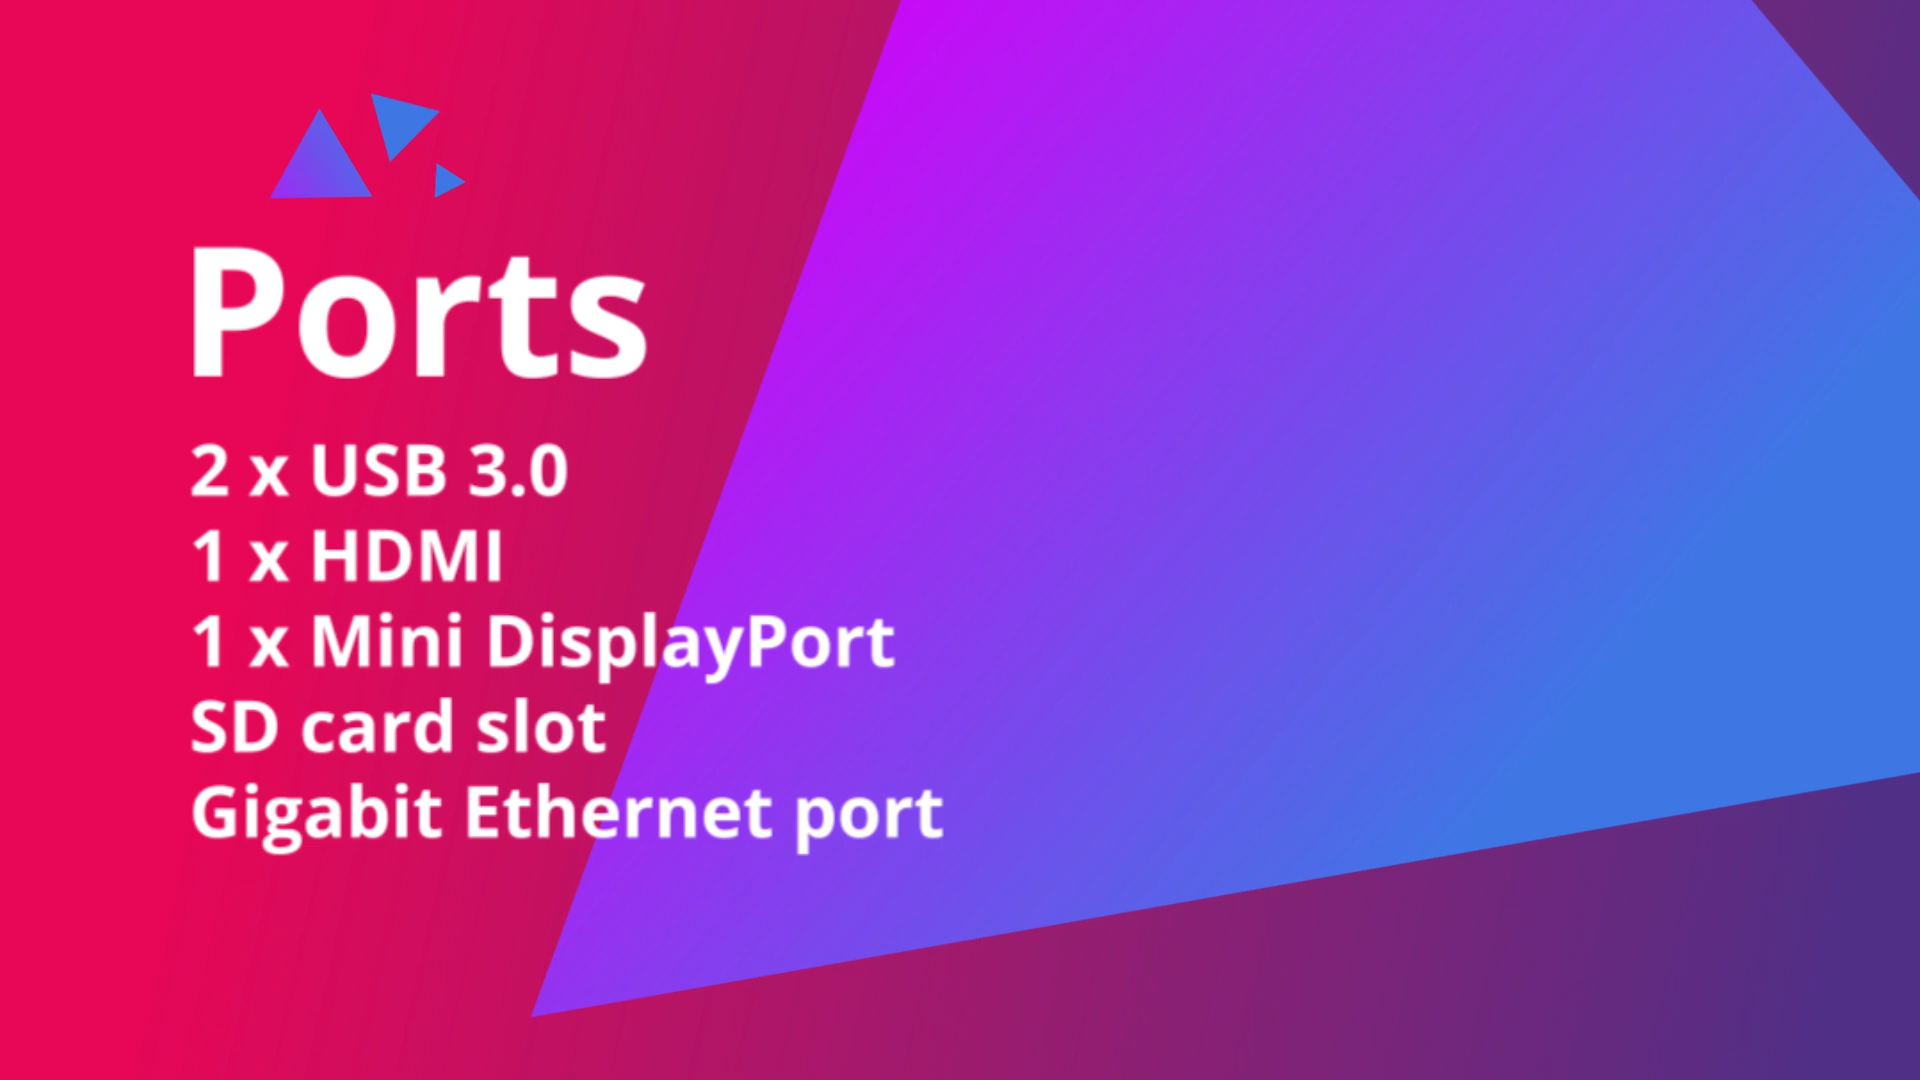 Ports
2 x USB 3.0
1 x HDMI
1 x Mini DisplayPort
SD card slot
Gigabit Ethernet port